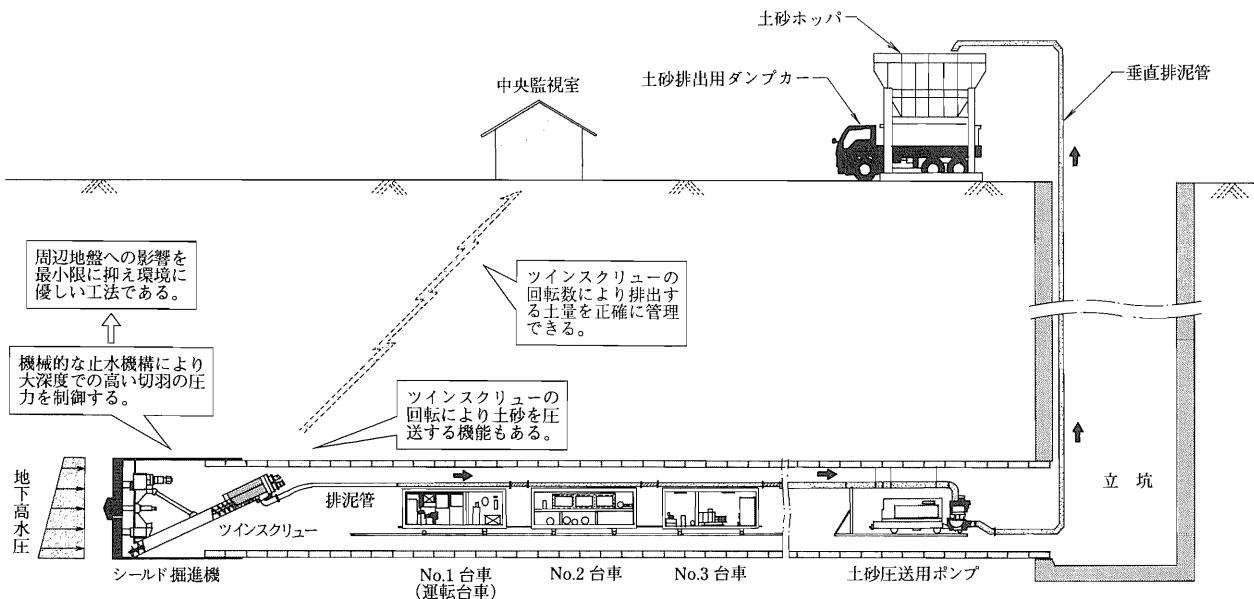 土砂ホッパ
中央監視室
土砂排出用ダンプカー
垂直排泥管
周辺地盤への影響を
最小限に抑え環境に
優しい工法である。
ツインスクリューの
回転数により排出す
る土量を正確に管理
できる。
機械的な止水機構により
大深度での高い切羽の圧
力を制御する。
ツインスクリューの
回転により土砂を圧
送する機能もある。
地下高水圧
排泥管
ツインスクリュー
立坑
シールド掘進機
No.1 台車
(運転台車)
No.2 台車
No.3 台車
土砂圧送用ポンプ